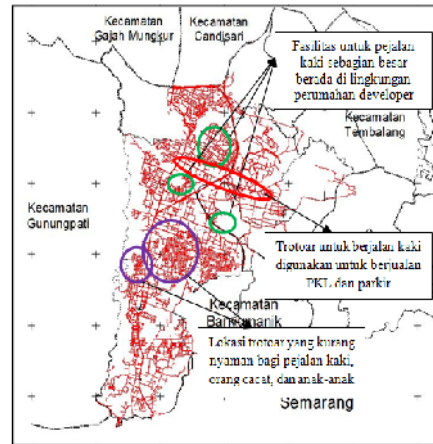 Kecamatan
Gajah Mungkur
Kecamatan
Candisari
Fasilitas untuk pejalan
kaki sebagian besar
berada di lingkungan
perumahan developer
Kecamatan
Tembalang
Kecamatan
Gunungpati
Trotoar untuk berjalan kaki
digunakan untuk berjualan
PKL dan parkir
Kecamatan
Banyumanik
Lokasi trotoar yang kurang
nyaman bagi pejalan kaki,
orang cacat, dan anak-anak
Semarang